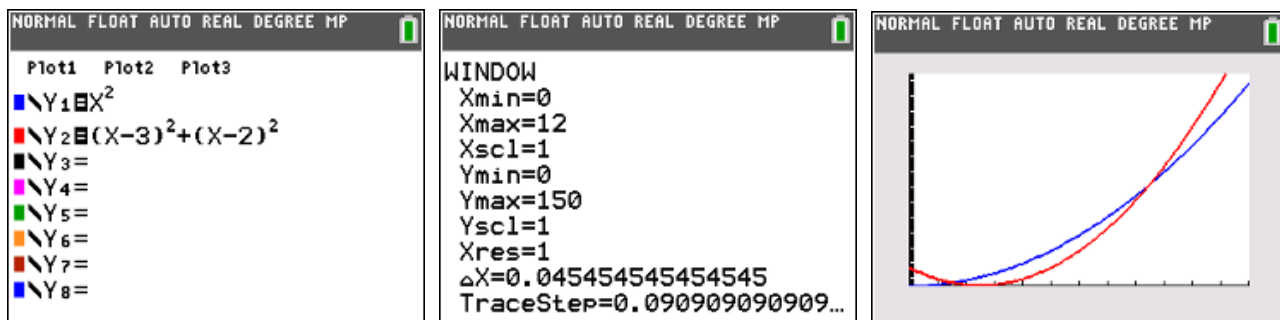 NORMAL FLOAT AUTO REAL DEGREE MP
Plot1 Plot2 Plot3
\Y₁=X²
\Y₂=(X-3)²+(X-2)²
\Y₃=
\Y₄=
\Y₅=
\Y₆=
\Y₇=
\Y₈=
NORMAL FLOAT AUTO REAL DEGREE MP
WINDOW
Xmin=0
Xmax=12
Xscl=1
Ymin=0
Ymax=150
Yscl=1
Xres=1
△X=0.045454545454545
TraceStep=0.090909090909…
NORMAL FLOAT AUTO REAL DEGREE MP